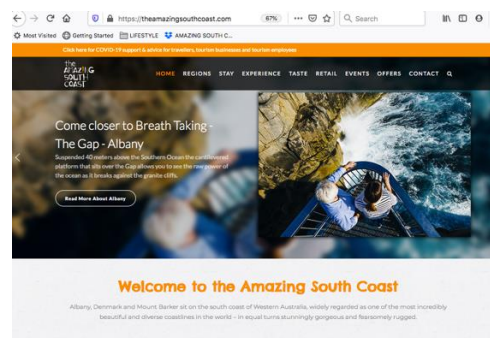 https://theamazingsouthcoast.com
67%
Search
Most Visited Getting Started LIFESTYLE AMAZING SOUTH C...
Click here for COVID-19 support & advice for travellers, tourism businesses and tourism employees
the
AMAZING
SOUTH
COAST
HOME REGIONS STAY EXPERIENCE TASTE RETAIL EVENTS OFFERS CONTACT
Come closer to Breath Taking -
The Gap - Albany
Suspended 40 meters above the Southern Ocean the cantilevered
platform that sits over the Gap allows you to see the raw power of
the ocean as it breaks against the granite cliffs.
Read More About Albany
Welcome to the Amazing South Coast
Albany, Denmark and Mount Barker sit on the south coast of Western Australia, widely regarded as one of the most incredibly
beautiful and diverse coastlines in the world – in equal turns stunningly gorgeous and fearsomely rugged.